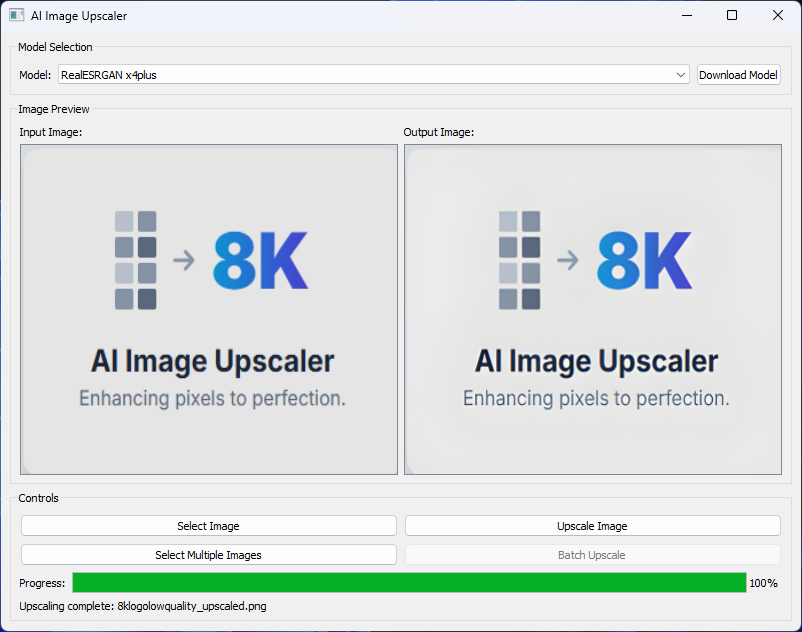 AI Image Upscaler
Model Selection
Model: RealESRGAN x4plus Download Model
Image Preview
Input Image: Output Image:
8K
AI Image Upscaler
Enhancing pixels to perfection.
8K
AI Image Upscaler
Enhancing pixels to perfection.
Controls
Select Image Upscale Image
Select Multiple Images Batch Upscale
Progress: 100%
Upscaling complete: 8klogolowquality_upscaled.png